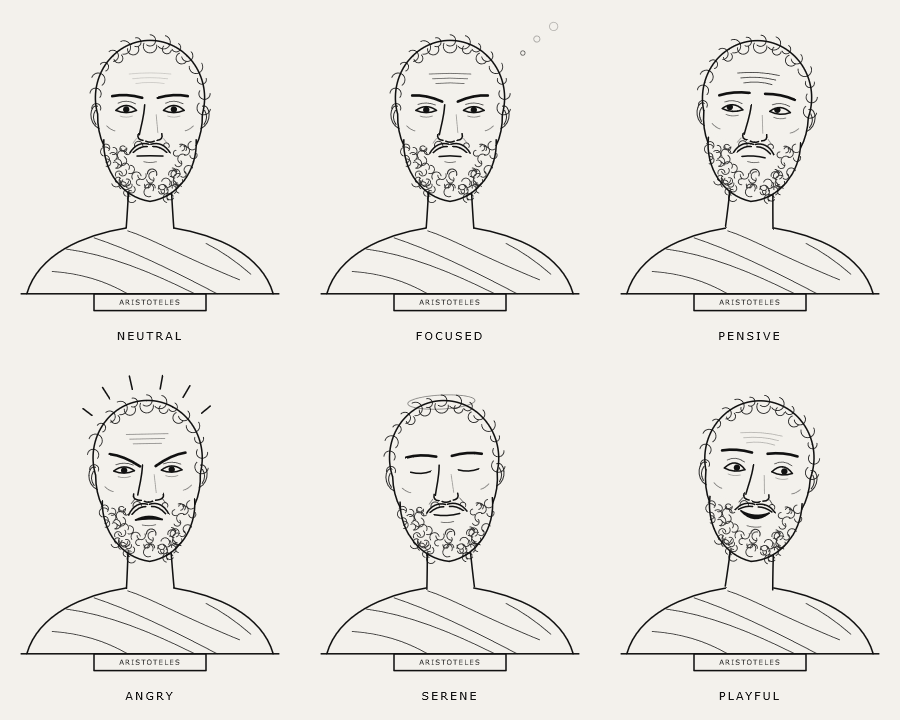 ARISTOTELES
NEUTRAL
ARISTOTELES
FOCUSED
ARISTOTELES
PENSIVE
ARISTOTELES
ANGRY
ARISTOTELES
SERENE
ARISTOTELES
PLAYFUL